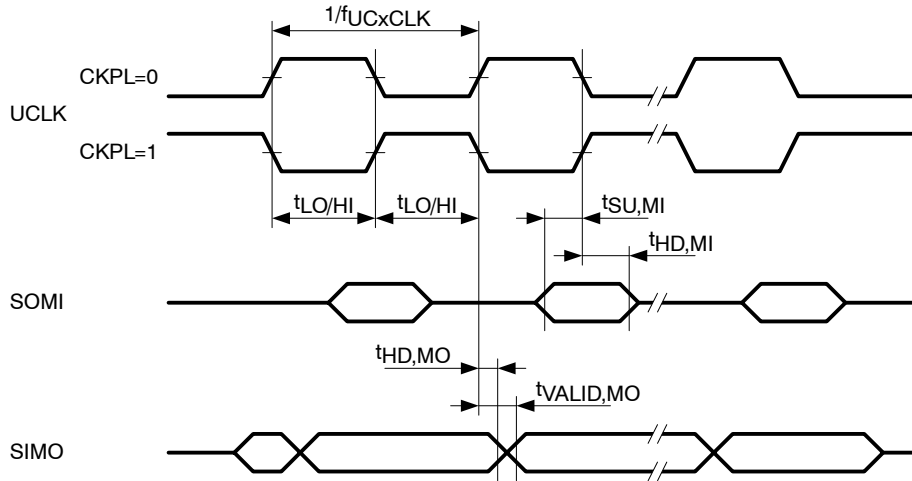 1/fUCxCLK
CKPL=0
UCLK
CKPL=1
tLO/HI tLO/HI tSU,MI
tHD,MI
SOMI
tHD,MO
tVALID,MO
SIMO